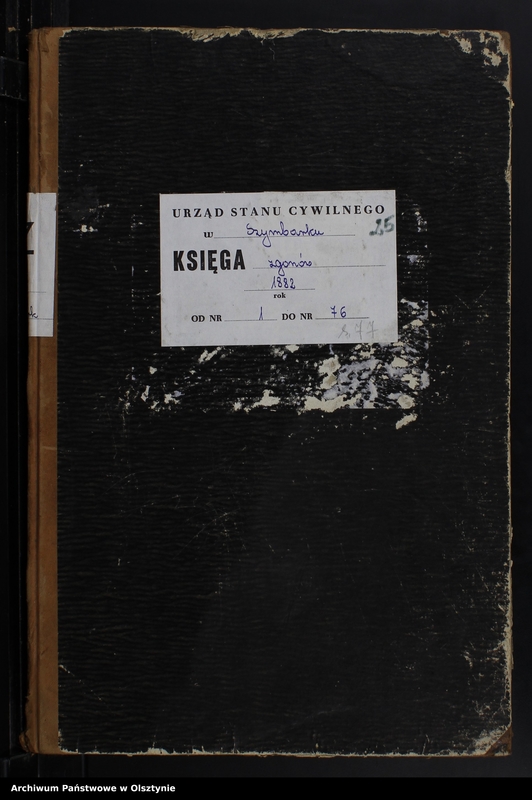 URZĄD STANU CYWILNEGO
w Szymbarku 25
KSIĘGA zgonów
1882
rok
OD NR 1 DO NR 76
Archiwum Państwowe w Olsztynie